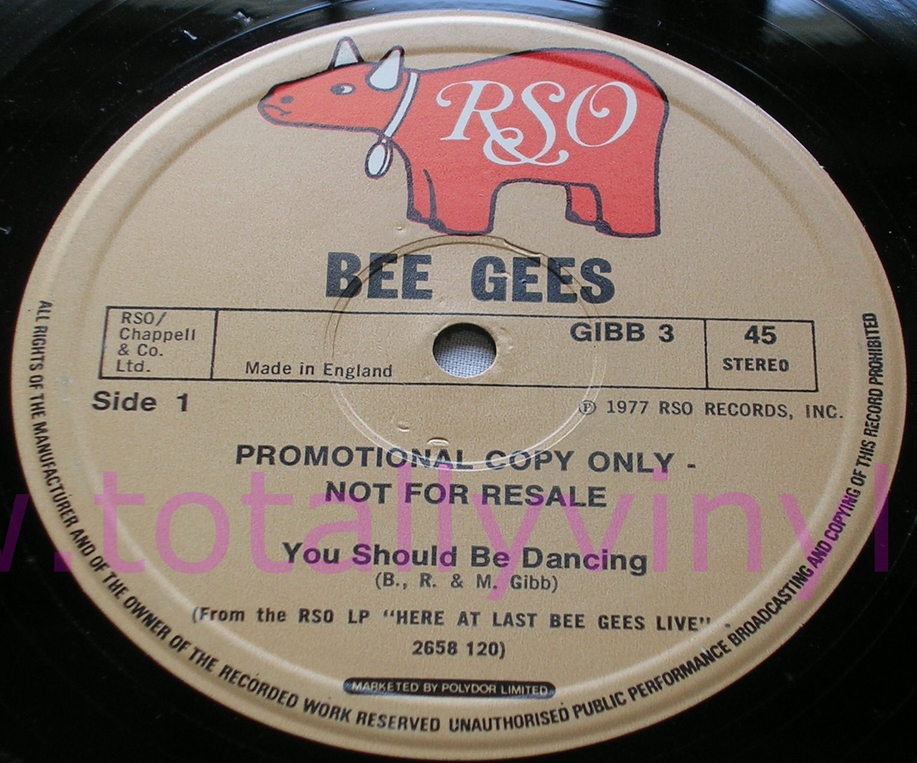 RSO
BEE GEES
RSO/
Chappell
& Co.
Ltd.
Made in England
GIBB 3
45
STEREO
Side 1
℗ 1977 RSO RECORDS, INC.
PROMOTIONAL COPY ONLY -
NOT FOR RESALE
You Should Be Dancing
(B., R. & M. Gibb)
(From the RSO LP "HERE AT LAST BEE GEES LIVE" -
2658 120)
MARKETED BY POLYDOR LIMITED
ALL RIGHTS OF THE MANUFACTURER AND OF THE OWNER OF THE RECORDED WORK RESERVED UNAUTHORISED PUBLIC PERFORMANCE BROADCASTING AND COPYING OF THIS RECORD PROHIBITED
.totallyvinyl